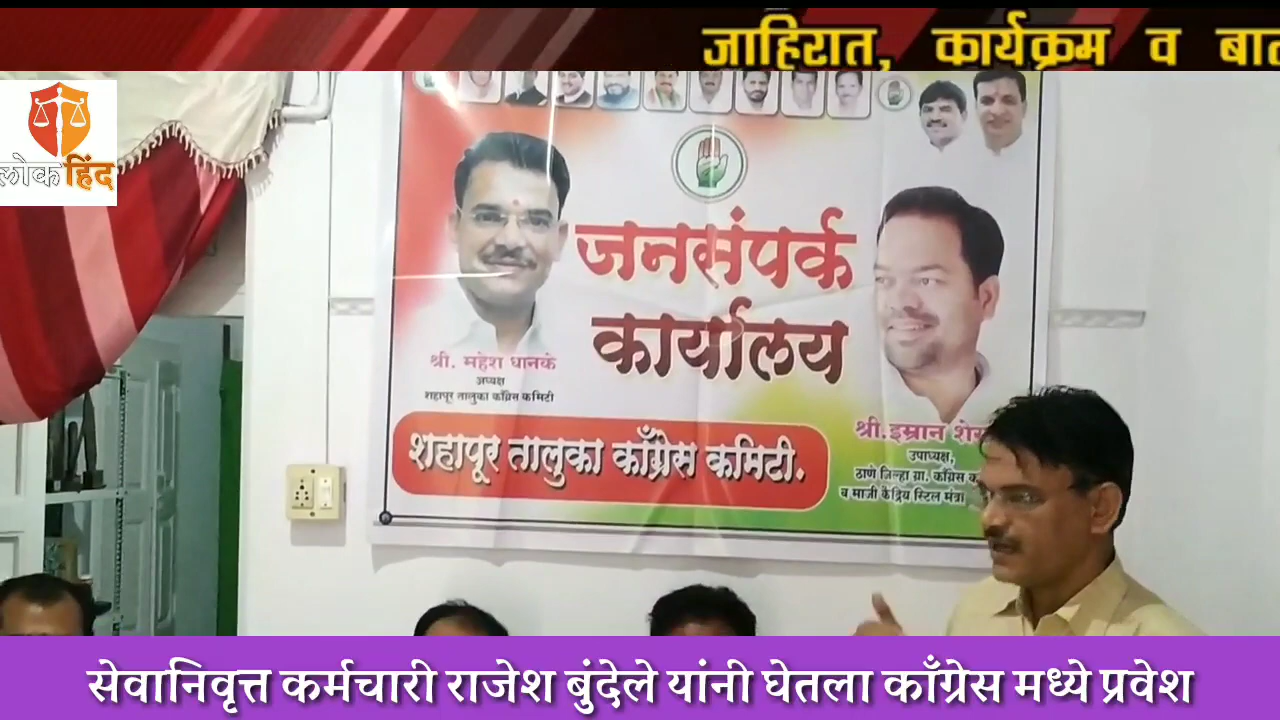 जाहिरात, कार्यक्रम व बात
लोकहिंद
जनसंपर्क
कार्यालय
श्री. महेश धानके
अध्यक्ष
शहापूर तालुका काँग्रेस कमिटी
श्री.इम्रान
उपाध्यक्ष,
ठाणे जिल्हा ग्रा. काँग्रेस
व माजी केंद्रिय स्टिल मंत्रा
शहापूर तालुका काँग्रेस कमिटी.
सेवानिवृत्त कर्मचारी राजेश बुंदेले यांनी घेतला काँग्रेस मध्ये प्रवेश